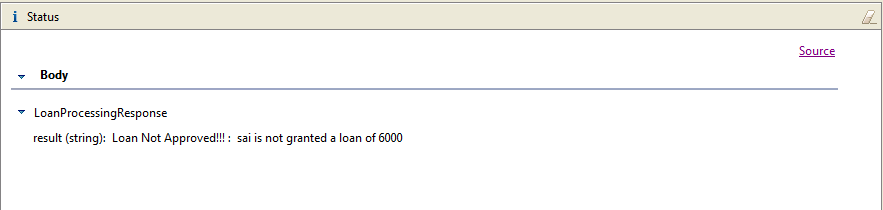 Status
Source
Body
LoanProcessingResponse
result (string): Loan Not Approved!!! : sai is not granted a loan of 6000